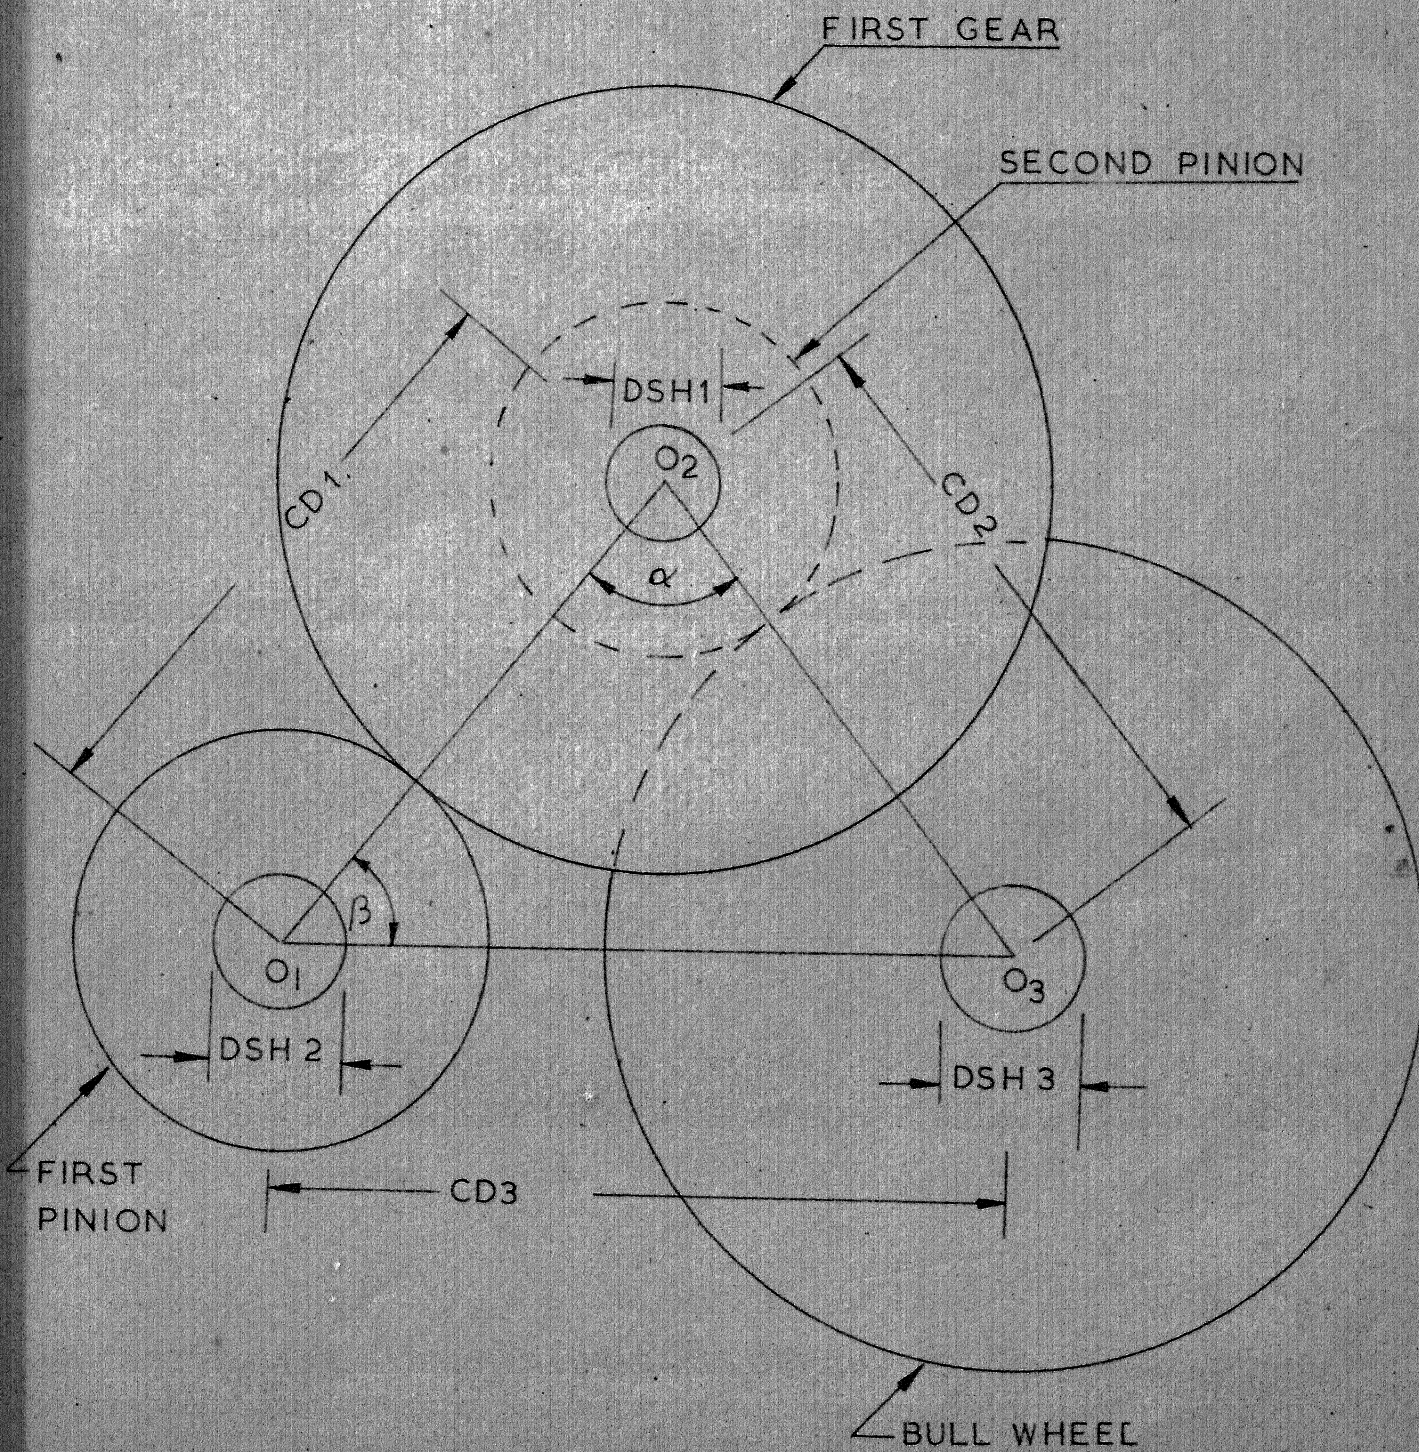 FIRST GEAR
SECOND PINION
DSH1
CD1.
O2
CD2
α
β
O1
O3
DSH 2
DSH 3
FIRST
PINION
CD3
BULL WHEEL